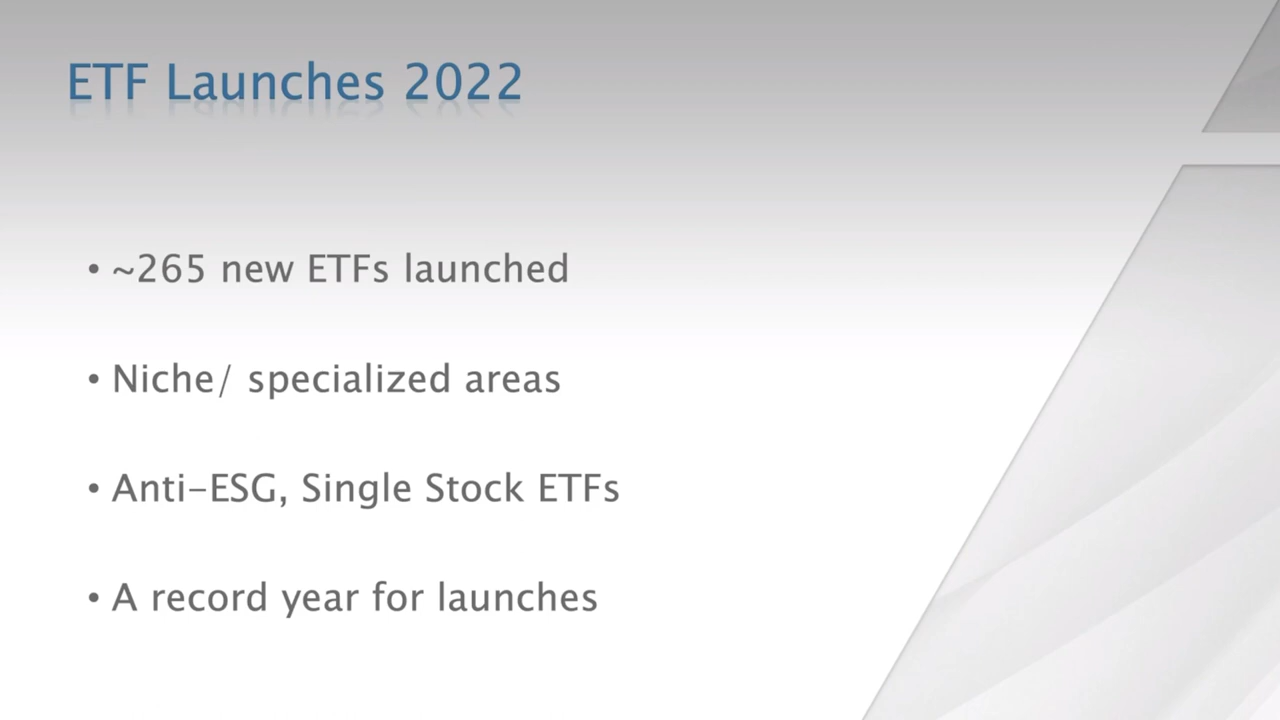 ETF Launches 2022
• ~265 new ETFs launched
• Niche/ specialized areas
• Anti-ESG, Single Stock ETFs
• A record year for launches